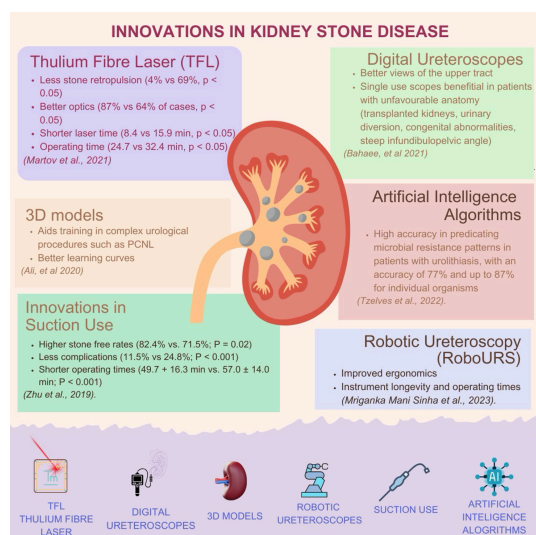 INNOVATIONS IN KIDNEY STONE DISEASE
Thulium Fibre Laser (TFL)
• Less stone retropulsion (4% vs 69%, p <
0.05)
• Better optics (87% vs 64% of cases, p <
0.05)
• Shorter laser time (8.4 vs 15.9 min, p < 0.05)
• Operating time (24.7 vs 32.4 min, p < 0.05)
(Martov et al., 2021)
Digital Ureteroscopes
• Better views of the upper tract
• Single use scopes benefitial in patients
with unfavourable anatomy
(transplanted kidneys, urinary
diversion, congenital abnormalities,
steep infundibulopelvic angle)
(Bahaee, et al 2021)
3D models
• Aids training in complex urological
procedures such as PCNL
• Better learning curves
(Ali, et al 2020)
Artificial Intelligence
Algorithms
• High accuracy in predicating
microbial resistance patterns in
patients with urolithiasis, with an
accuracy of 77% and up to 87%
for individual organisms
(Tzelves et al., 2022).
Innovations in
Suction Use
• Higher stone free rates (82.4% vs. 71.5%; P = 0.02)
• Less complications (11.5% vs 24.8%; P < 0.001)
• Shorter operating times (49.7 + 16.3 min vs. 57.0 ± 14.0
min; P < 0.001)
(Zhu et al., 2019).
Robotic Ureteroscopy
(RoboURS)
• Improved ergonomics
• Instrument longevity and operating times
(Mriganka Mani Sinha et al., 2023).
Tm
AI
TFL
THULIUM FIBRE
LASER
DIGITAL
URETEROSCOPES
3D MODELS
ROBOTIC
URETEROSCOPES
SUCTION USE
ARTIFICIAL
INTELIGENCE
ALOGRITHMS